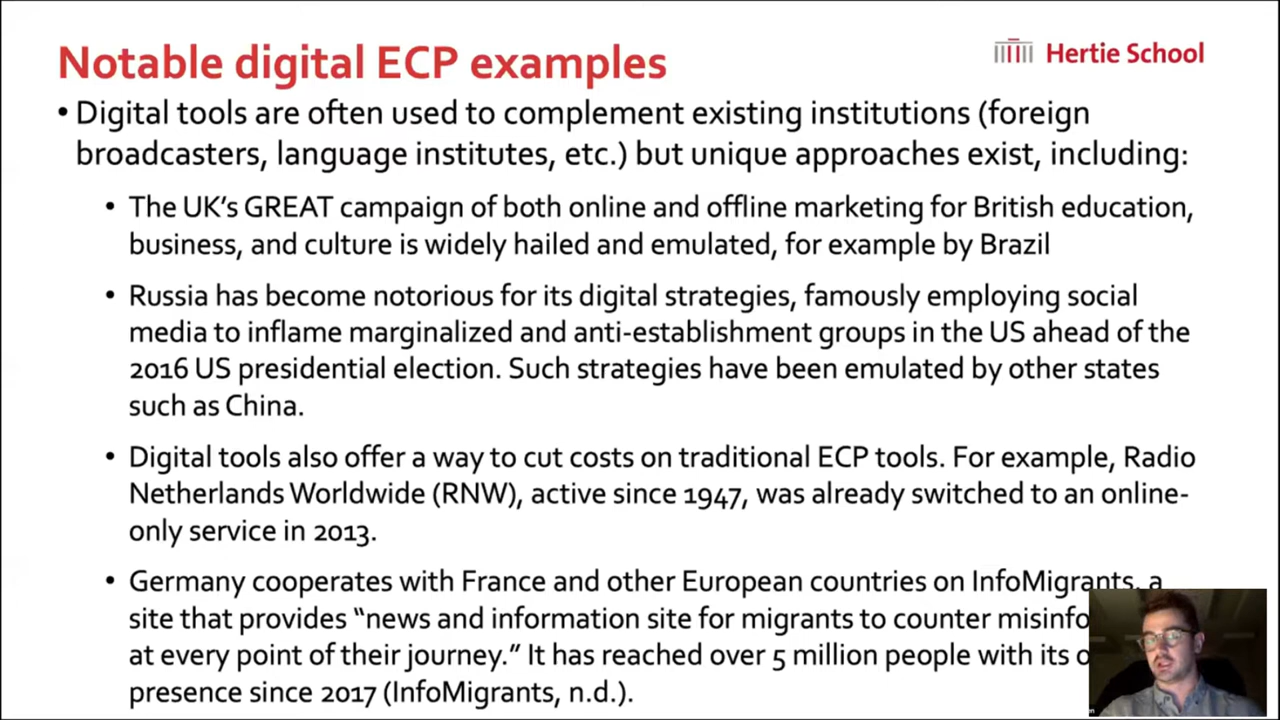 Notable digital ECP examples
Hertie School
• Digital tools are often used to complement existing institutions (foreign
broadcasters, language institutes, etc.) but unique approaches exist, including:
• The UK's GREAT campaign of both online and offline marketing for British education,
business, and culture is widely hailed and emulated, for example by Brazil
• Russia has become notorious for its digital strategies, famously employing social
media to inflame marginalized and anti-establishment groups in the US ahead of the
2016 US presidential election. Such strategies have been emulated by other states
such as China.
• Digital tools also offer a way to cut costs on traditional ECP tools. For example, Radio
Netherlands Worldwide (RNW), active since 1947, was already switched to an online-
only service in 2013.
• Germany cooperates with France and other European countries on InfoMigrants, a
site that provides “news and information site for migrants to counter misinfo
at every point of their journey.” It has reached over 5 million people with its
presence since 2017 (InfoMigrants, n.d.).